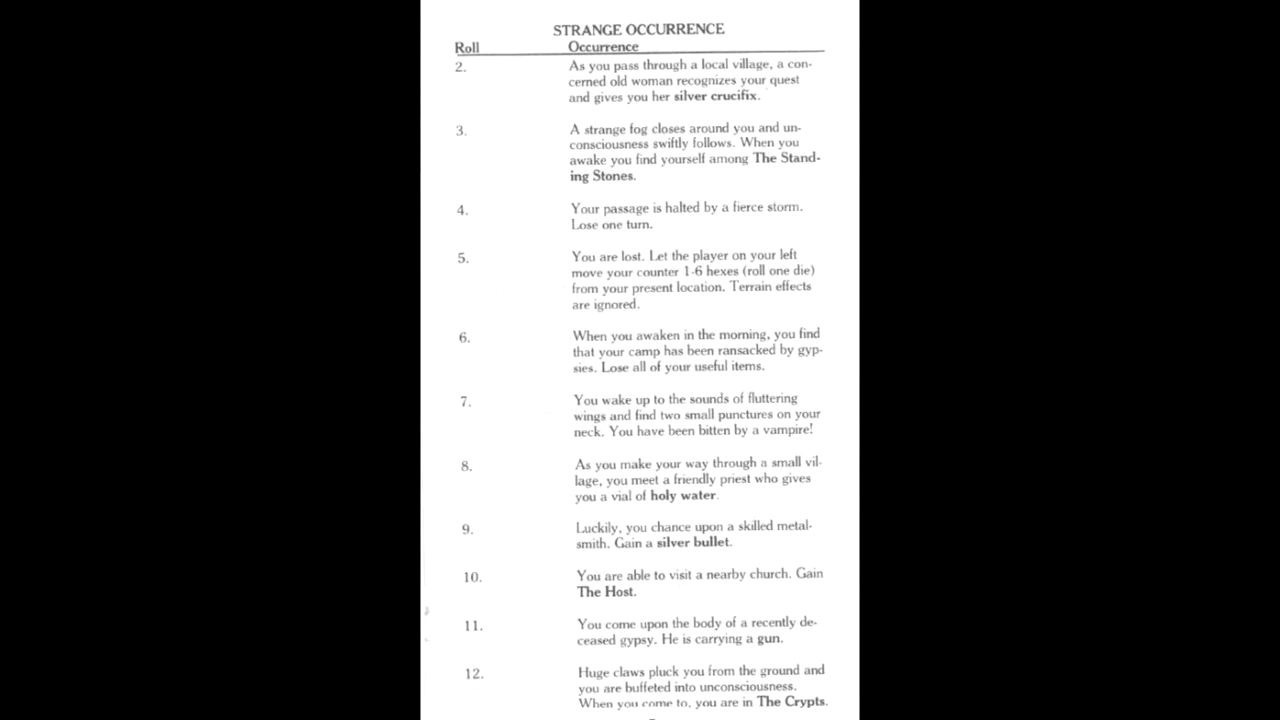 STRANGE OCCURRENCE
Roll Occurrence
2. As you pass through a local village, a con-
cerned old woman recognizes your quest
and gives you her silver crucifix.
3. A strange fog closes around you and un-
consciousness swiftly follows. When you
awake you find yourself among The Stand-
ing Stones.
4. Your passage is halted by a fierce storm.
Lose one turn.
5. You are lost. Let the player on your left
move your counter 1-6 hexes (roll one die)
from your present location. Terrain effects
are ignored.
6. When you awaken in the morning, you find
that your camp has been ransacked by gyp-
sies. Lose all of your useful items.
7. You wake up to the sounds of fluttering
wings and find two small punctures on your
neck. You have been bitten by a vampire!
8. As you make your way through a small vil-
lage, you meet a friendly priest who gives
you a vial of holy water.
9. Luckily, you chance upon a skilled metal-
smith. Gain a silver bullet.
10. You are able to visit a nearby church. Gain
The Host.
11. You come upon the body of a recently de-
ceased gypsy. He is carrying a gun.
12. Huge claws pluck you from the ground and
you are buffeted into unconsciousness.
When you come to, you are in The Crypts.